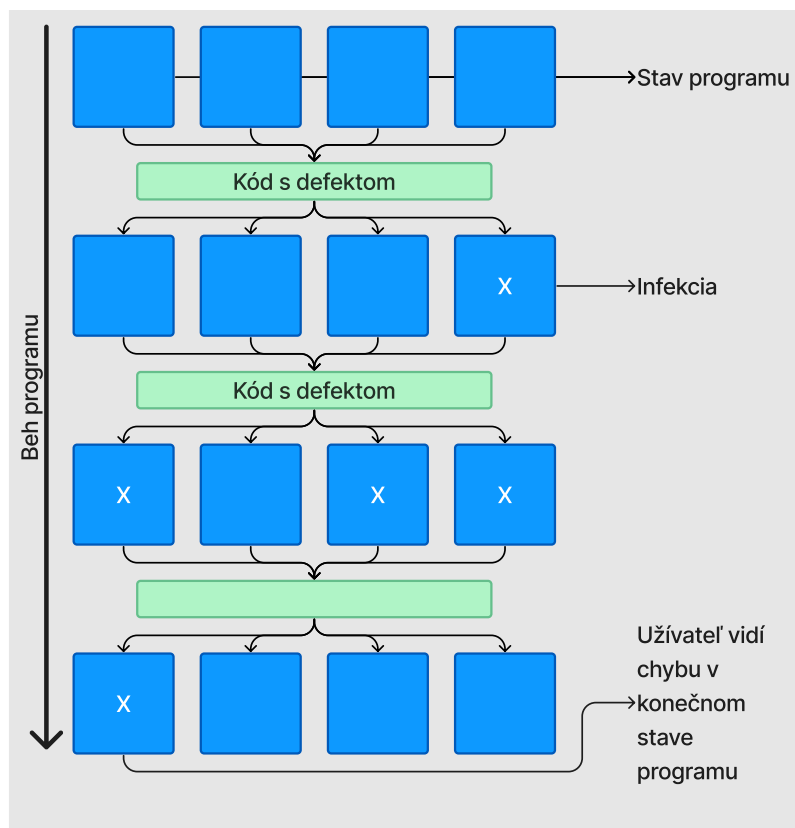 Stav programu
Kód s defektom
X
Infekcia
Beh programu
Kód s defektom
X
X
X
Užívateľ vidí
chybu v
konečnom
stave
programu
X